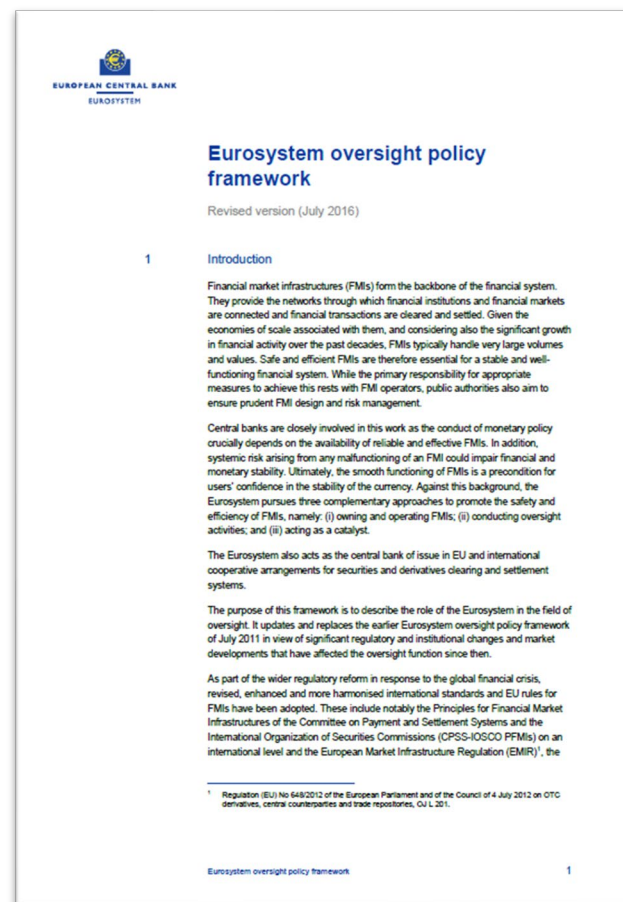 EUROPEAN CENTRAL BANK
EUROSYSTEM
Eurosystem oversight policy
framework
Revised version (July 2016)
1 Introduction
Financial market infrastructures (FMIs) form the backbone of the financial system.
They provide the networks through which financial institutions and financial markets
are connected and financial transactions are cleared and settled. Given the
economies of scale associated with them, and considering also the significant growth
in financial activity over the past decades, FMIs typically handle very large volumes
and values. Safe and efficient FMIs are therefore essential for a stable and well-
functioning financial system. While the primary responsibility for appropriate
measures to achieve this rests with FMI operators, public authorities also aim to
ensure prudent FMI design and risk management.
Central banks are closely involved in this work as the conduct of monetary policy
crucially depends on the availability of reliable and effective FMIs. In addition,
systemic risk arising from any malfunctioning of an FMI could impair financial and
monetary stability. Ultimately, the smooth functioning of FMIs is a precondition for
users' confidence in the stability of the currency. Against this background, the
Eurosystem pursues three complementary approaches to promote the safety and
efficiency of FMIs, namely: (i) owning and operating FMIs; (ii) conducting oversight
activities; and (iii) acting as a catalyst.
The Eurosystem also acts as the central bank of issue in EU and international
cooperative arrangements for securities and derivatives clearing and settlement
systems.
The purpose of this framework is to describe the role of the Eurosystem in the field of
oversight. It updates and replaces the earlier Eurosystem oversight policy framework
of July 2011 in view of significant regulatory and institutional changes and market
developments that have affected the oversight function since then.
As part of the wider regulatory reform in response to the global financial crisis,
revised, enhanced and more harmonised international standards and EU rules for
FMIs have been adopted. These include notably the Principles for Financial Market
Infrastructures of the Committee on Payment and Settlement Systems and the
International Organization of Securities Commissions (CPSS-IOSCO PFMIs) on an
international level and the European Market Infrastructure Regulation (EMIR)¹, the
¹ Regulation (EU) No 648/2012 of the European Parliament and of the Council of 4 July 2012 on OTC
derivatives, central counterparties and trade repositories, OJ L 201.
Eurosystem oversight policy framework 1